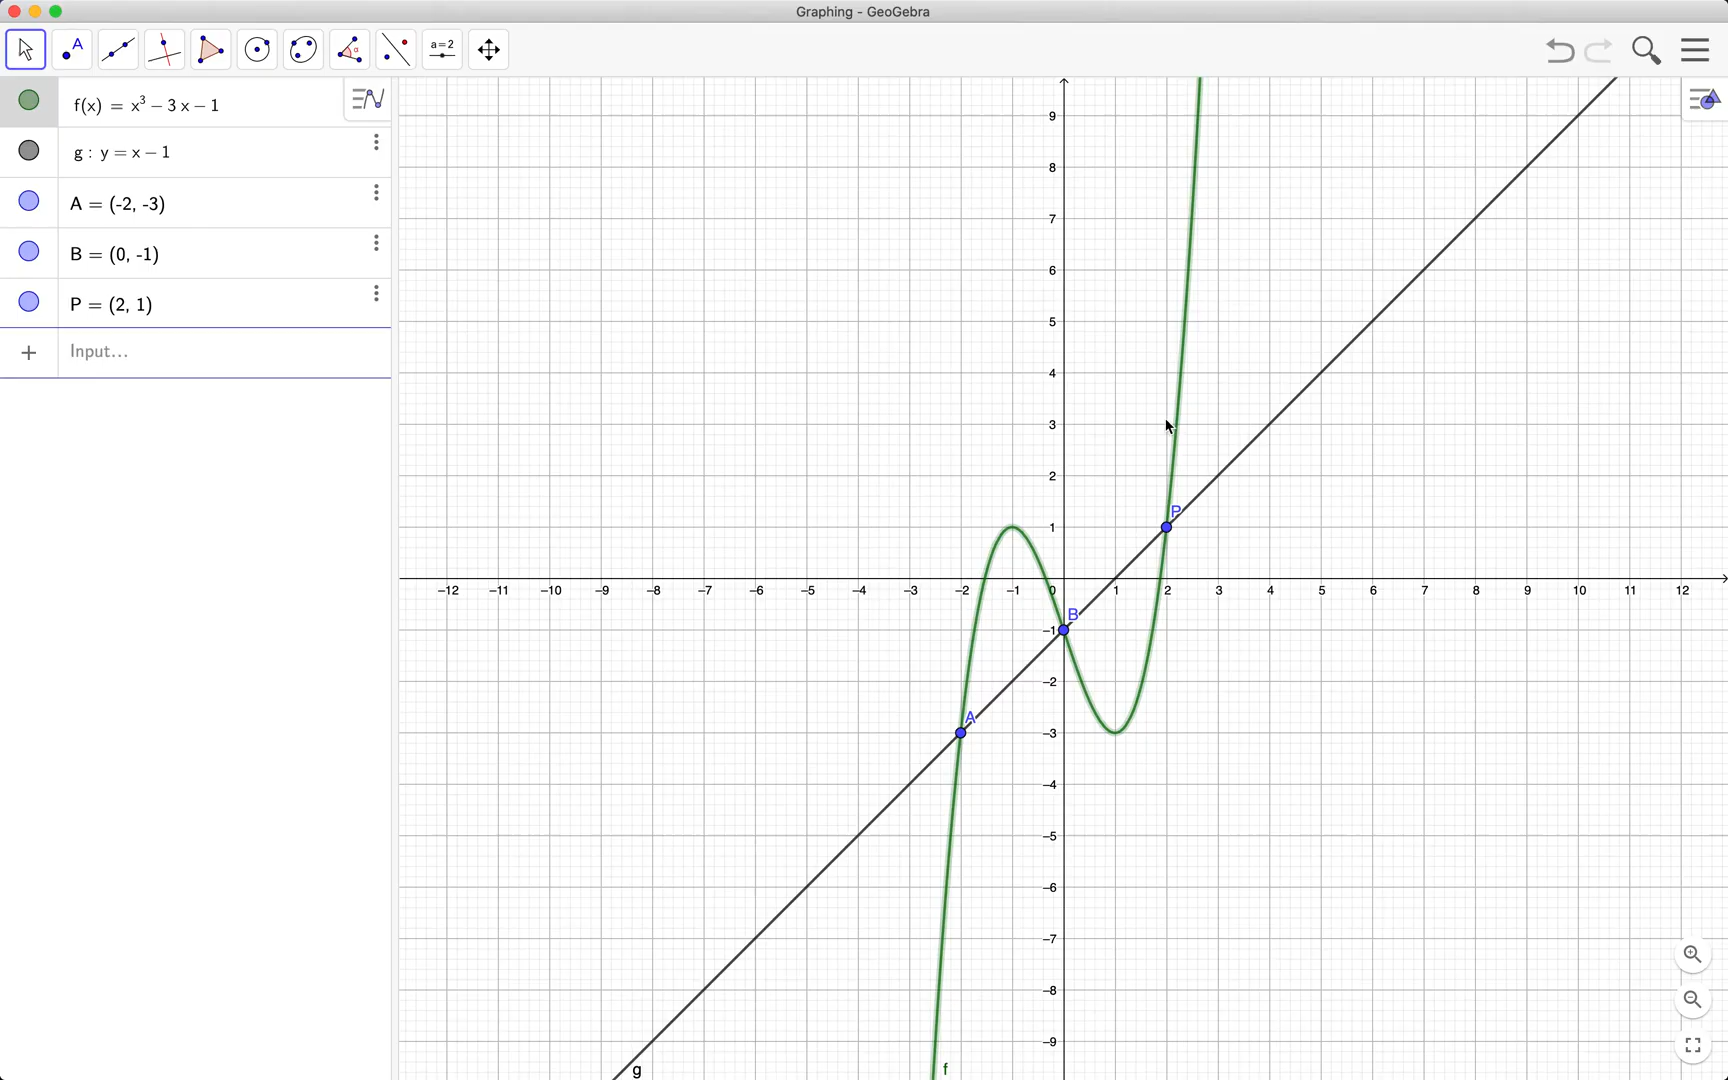 Graphing - GeoGebra
A
α
a=2
f(x) = x³ − 3 x − 1
g : y = x − 1
A = (-2, -3)
B = (0, -1)
P = (2, 1)
+ Input...
9
8
7
6
5
4
3
2
1
P
−12 −11 −10 −9 −8 −7 −6 −5 −4 −3 −2 −1 0 1 2 3 4 5 6 7 8 9 10 11 12
B
−1
−2
A
−3
−4
−5
−6
−7
−8
−9
g f